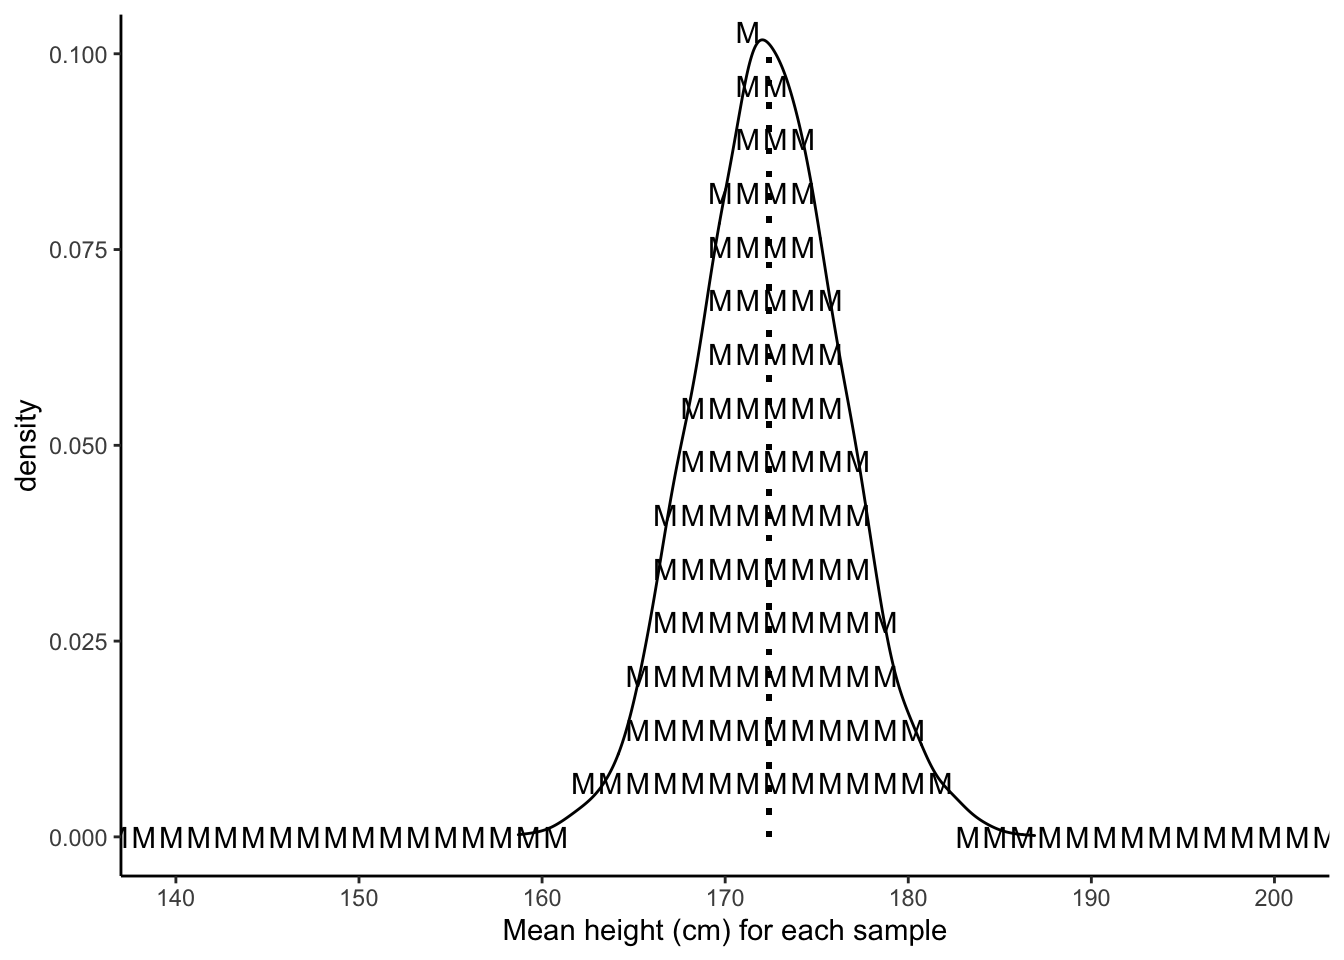 M
0.100
MM
MMM
MMMM
0.075
MMMM
MMMMM
MMMMM
MMMMMM
0.050
MMMMMMM
MMMMMMMM
MMMMMMMM
MMMMMMMMM
0.025
MMMMMMMMMM
MMMMMMMMMMM
MMMMMMMMMMMMMM
0.000
MMMMMMMMMMMMMMMMM MMMMMMMMMMMMMM
density
140 150 160 170 180 190 200
Mean height (cm) for each sample